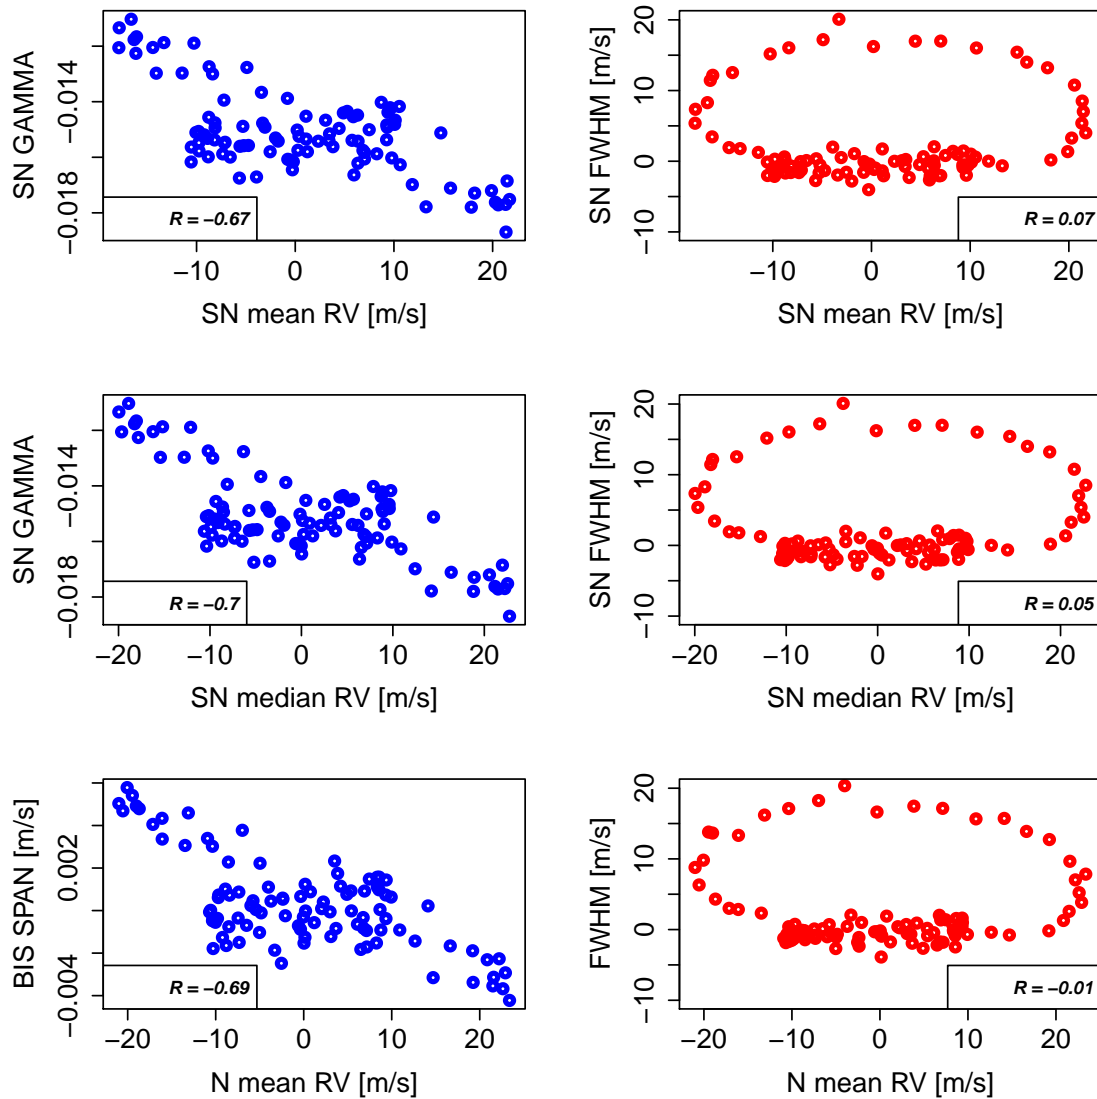 SN GAMMA
−0.018
−0.014
R = −0.67
−10
0
10
20
SN mean RV [m/s]
SN FWHM [m/s]
−10
0
10
20
R = 0.07
−10
0
10
20
SN mean RV [m/s]
SN GAMMA
−0.018
−0.014
R = −0.7
−20
−10
0
10
20
SN median RV [m/s]
SN FWHM [m/s]
−10
0
10
20
R = 0.05
−20
−10
0
10
20
SN median RV [m/s]
BIS SPAN [m/s]
−0.004
0.002
R = −0.69
−20
−10
0
10
20
N mean RV [m/s]
FWHM [m/s]
−10
0
10
20
R = −0.01
−20
−10
0
10
20
N mean RV [m/s]